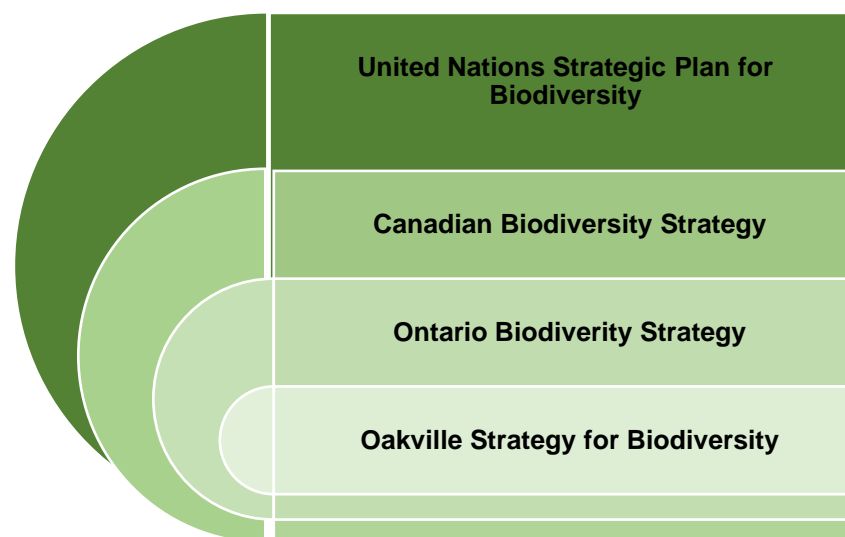 United Nations Strategic Plan for
Biodiversity
Canadian Biodiversity Strategy
Ontario Biodiverity Strategy
Oakville Strategy for Biodiversity